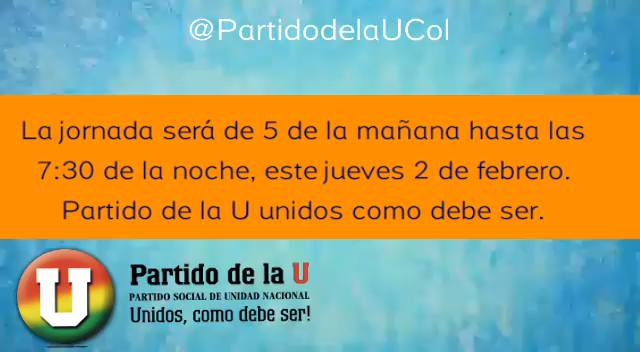 @PartidodelaUCol
La jornada será de 5 de la mañana hasta las
7:30 de la noche, este jueves 2 de febrero.
Partido de la U unidos como debe ser.
U
Partido de la U
PARTIDO SOCIAL DE UNIDAD NACIONAL
Unidos, como debe ser!